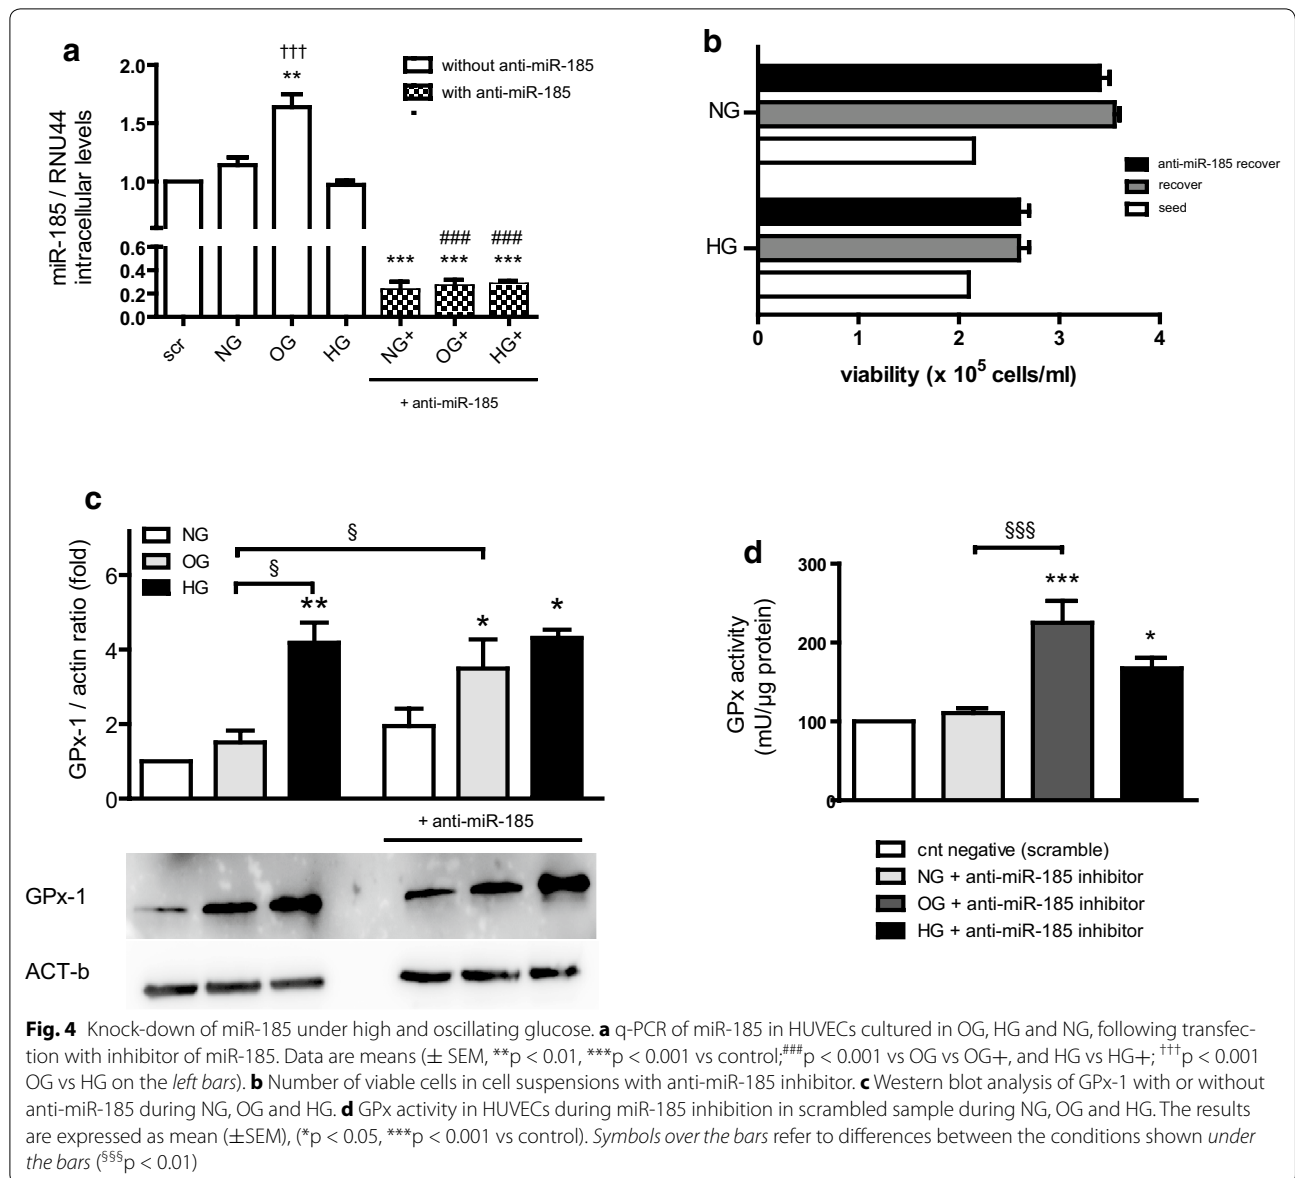 a
2.0
1.5
1.0
0.6
0.4
0.2
0.0
miR-185 / RNU44
intracellular levels
†††
**
***
###
***
###
***
scr
NG
OG
HG
NG+
OG+
HG+
+ anti-miR-185
without anti-miR-185
with anti-miR-185
b
NG
HG
0
1
2
3
4
viability (x 10⁵ cells/ml)
anti-miR-185 recover
recover
seed
c
NG
OG
HG
GPx-1 / actin ratio (fold)
6
4
2
0
§
§
**
*
*
+ anti-miR-185
GPx-1
ACT-b
d
GPx activity
(mU/µg protein)
300
200
100
0
§§§
***
*
cnt negative (scramble)
NG + anti-miR-185 inhibitor
OG + anti-miR-185 inhibitor
HG + anti-miR-185 inhibitor
Fig. 4 Knock-down of miR-185 under high and oscillating glucose. a q-PCR of miR-185 in HUVECs cultured in OG, HG and NG, following transfec-
tion with inhibitor of miR-185. Data are means (± SEM, **p < 0.01, ***p < 0.001 vs control;###p < 0.001 vs OG vs OG+, and HG vs HG+; †††p < 0.001
OG vs HG on the left bars). b Number of viable cells in cell suspensions with anti-miR-185 inhibitor. c Western blot analysis of GPx-1 with or without
anti-miR-185 during NG, OG and HG. d GPx activity in HUVECs during miR-185 inhibition in scrambled sample during NG, OG and HG. The results
are expressed as mean (±SEM), (*p < 0.05, ***p < 0.001 vs control). Symbols over the bars refer to differences between the conditions shown under
the bars (§§§p < 0.01)